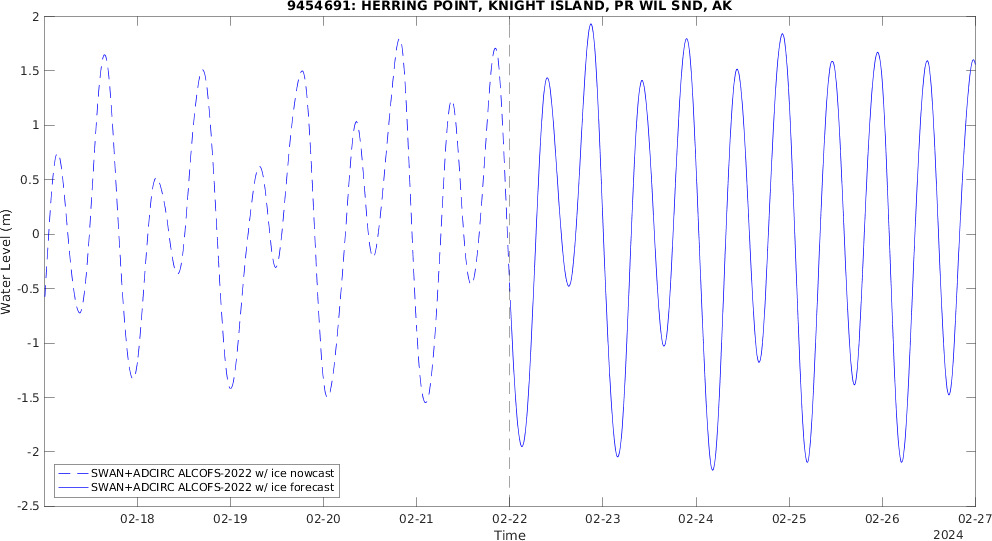 9454691: HERRING POINT, KNIGHT ISLAND, PR WIL SND, AK
2
1.5
1
0.5
0
-0.5
-1
-1.5
-2
-2.5
Water Level (m)
SWAN+ADCIRC ALCOFS-2022 w/ ice nowcast
SWAN+ADCIRC ALCOFS-2022 w/ ice forecast
02-18 02-19 02-20 02-21 02-22 02-23 02-24 02-25 02-26 02-27
Time
2024